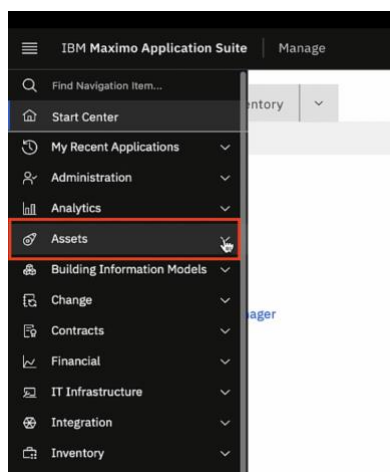 IBM Maximo Application Suite Manage
Find Navigation Item...
entory
Start Center
My Recent Applications
Administration
Analytics
Assets
Building Information Models
Change
ager
Contracts
Financial
IT Infrastructure
Integration
Inventory